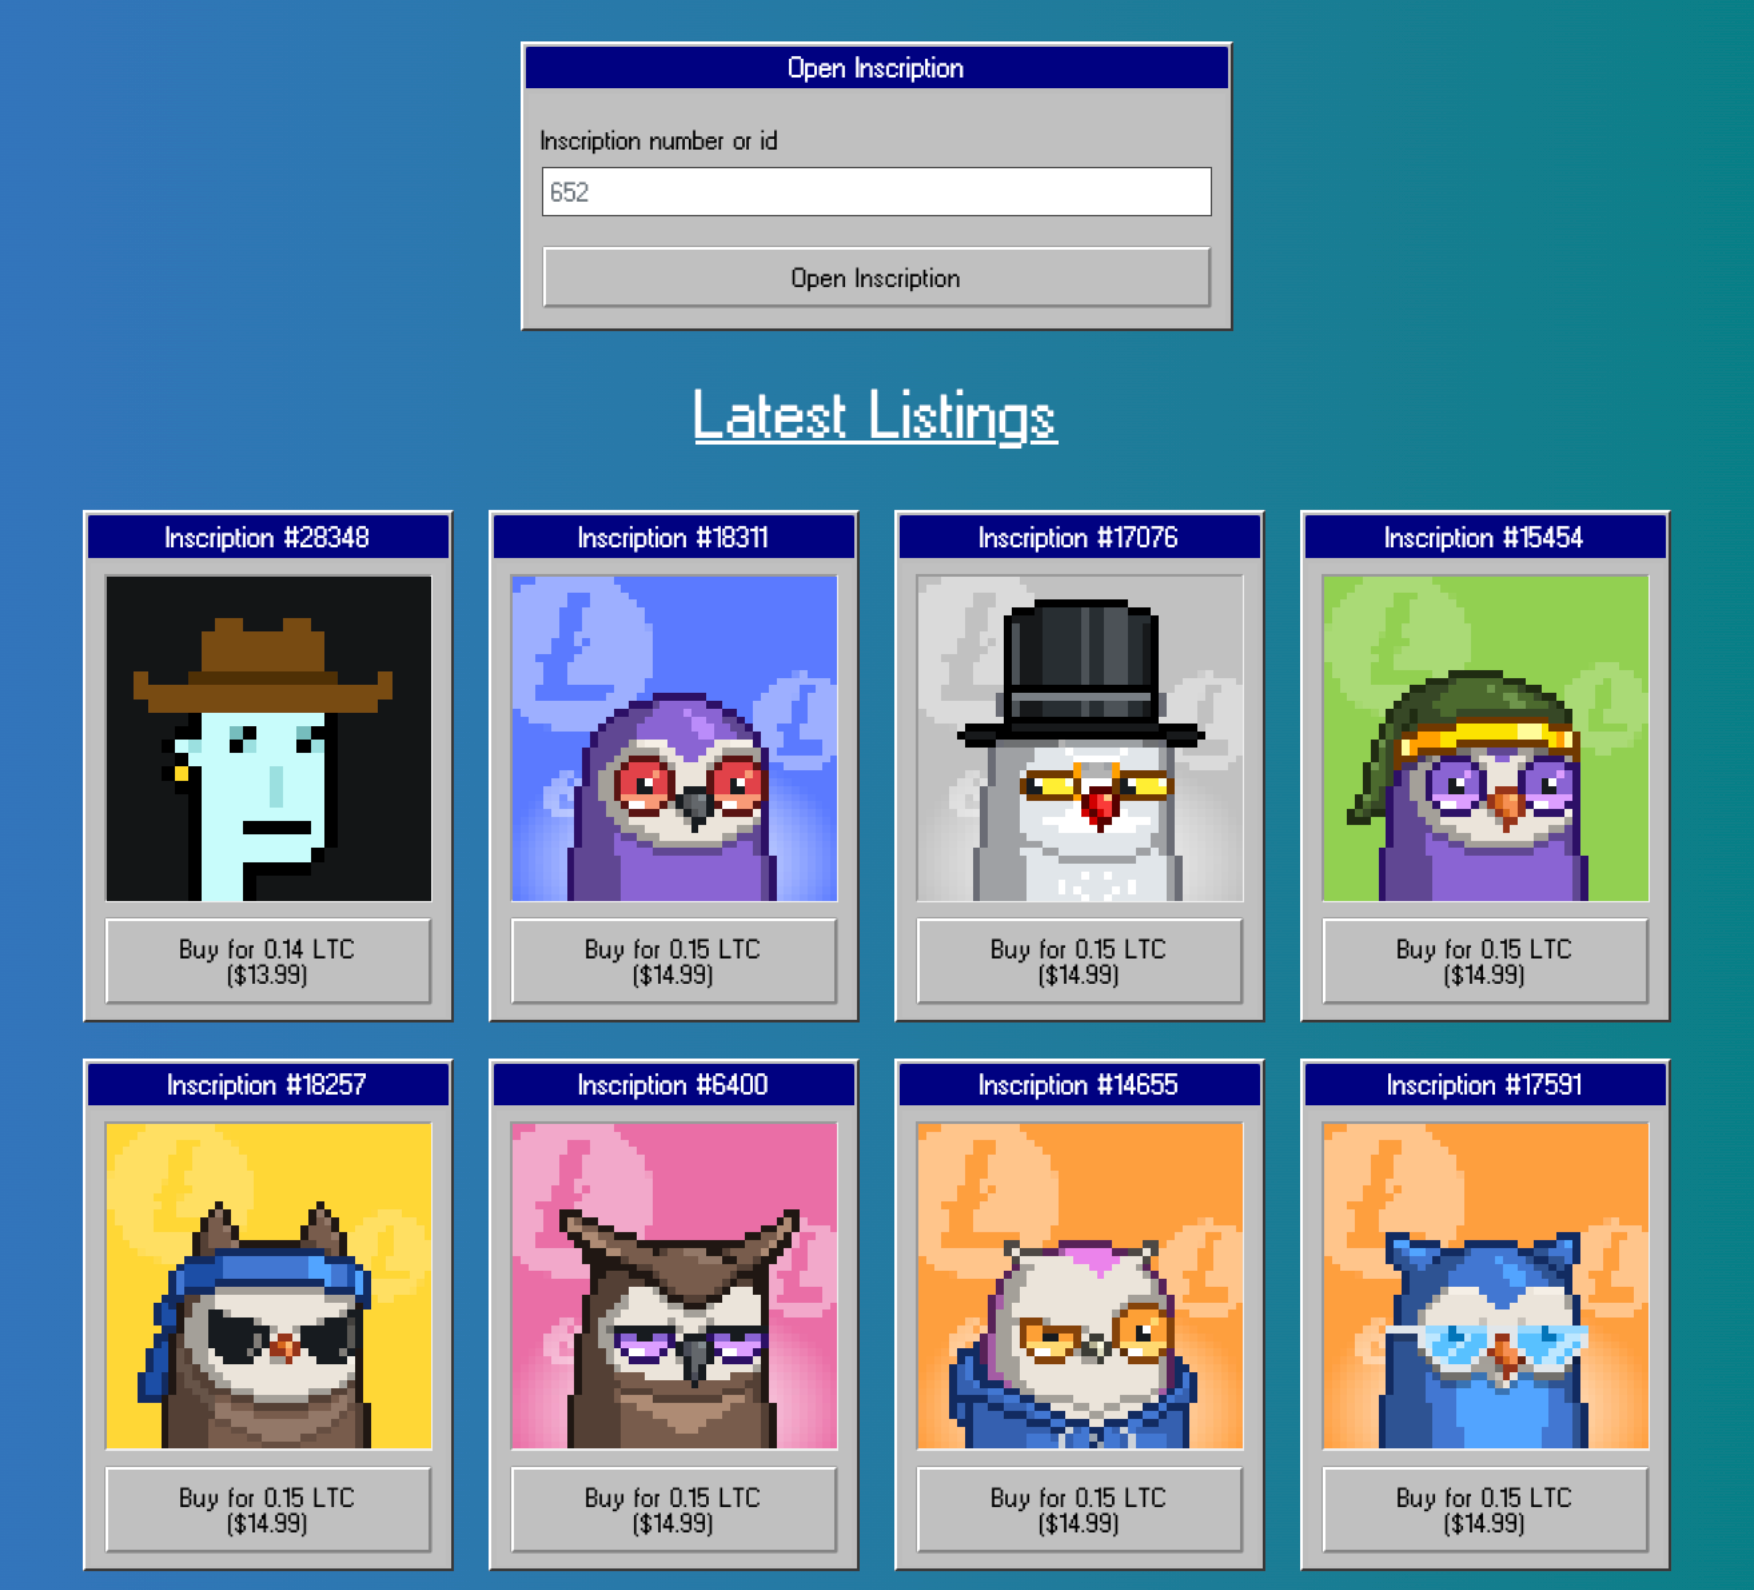 Open Inscription
Inscription number or id
652
Open Inscription
Latest Listings
Inscription #28348
Buy for 0.14 LTC
($13.99)
Inscription #18311
Buy for 0.15 LTC
($14.99)
Inscription #17076
Buy for 0.15 LTC
($14.99)
Inscription #15454
Buy for 0.15 LTC
($14.99)
Inscription #18257
Buy for 0.15 LTC
($14.99)
Inscription #6400
Buy for 0.15 LTC
($14.99)
Inscription #14655
Buy for 0.15 LTC
($14.99)
Inscription #17591
Buy for 0.15 LTC
($14.99)